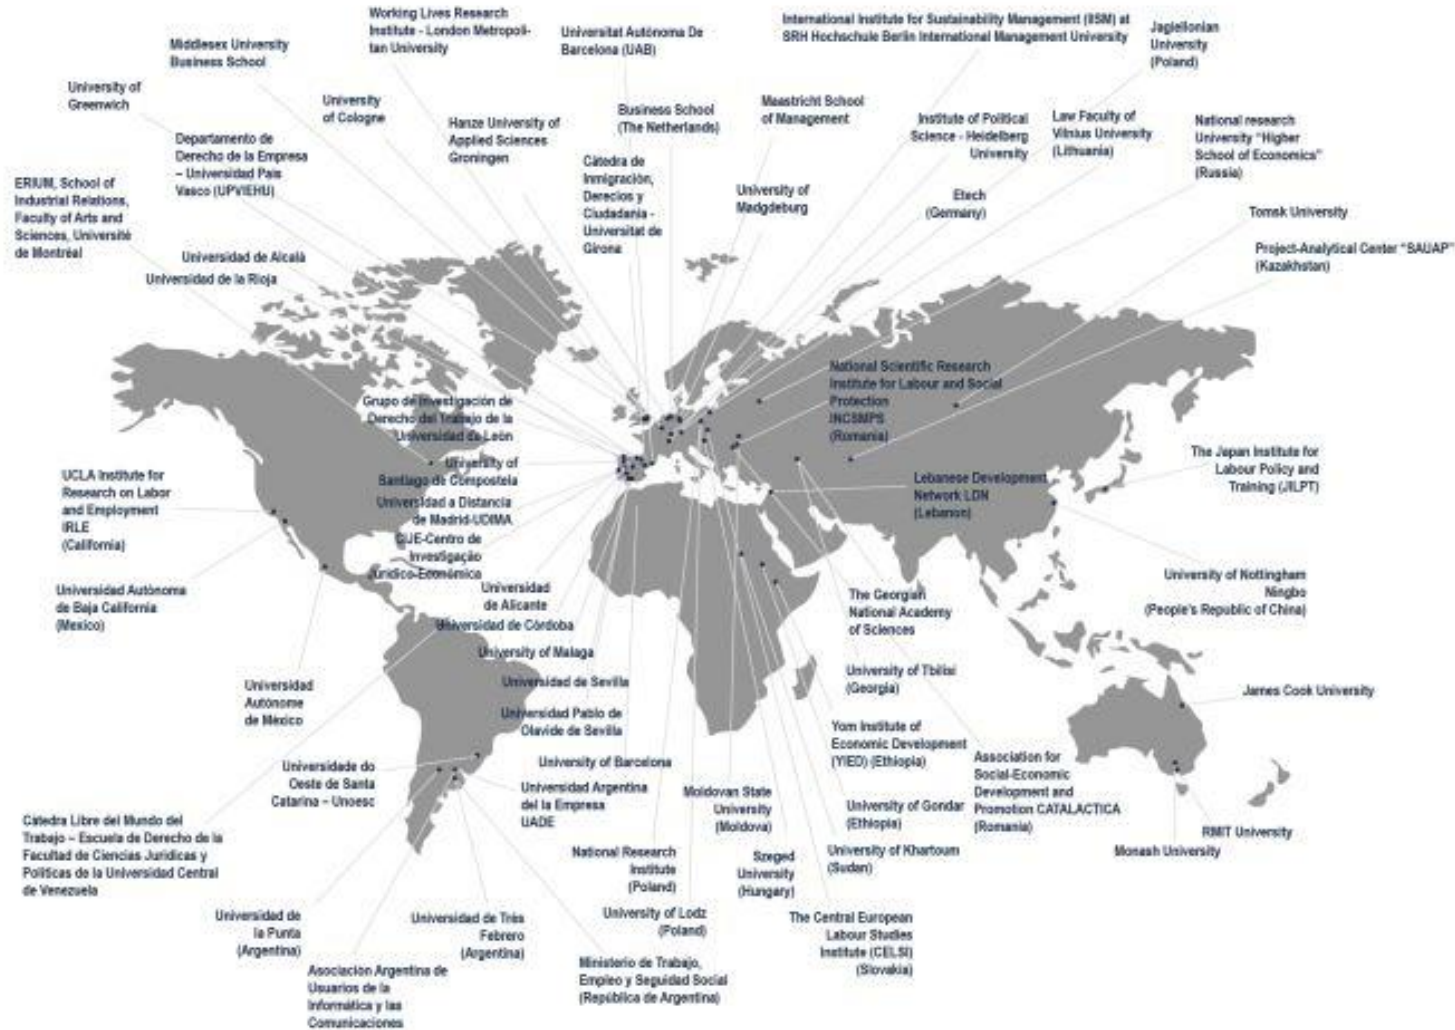 Working Lives Research
Institute - London Metropoli-
tan University
Middlesex University
Business School
Universitat Autònoma De
Barcelona (UAB)
International Institute for Sustainability Management (IISM) at
SRH Hochschule Berlin International Management University
Jagiellonian
University
(Poland)
University of
Greenwich
University
of Cologne
Hanze University of
Applied Sciences
Groningen
Business School
(The Netherlands)
Maastricht School
of Management
Institute of Political
Science - Heidelberg
University
Law Faculty of
Vilnius University
(Lithuania)
National research
University "Higher
School of Economics"
(Russia)
Departamento de
Derecho de la Empresa
– Universidad Pais
Vasco (UPV/EHU)
ERIUM, School of
Industrial Relations,
Faculty of Arts and
Sciences, Université
de Montréal
Cátedra de
Inmigración,
Derecios y
Ciudadania -
Universitat de
Girona
University of
Madgdeburg
Etech
(Germany)
Tomsk University
Project-Analytical Center "SAUAP"
(Kazakhstan)
Universidad de Alcalá
Universidad de la Rioja
National Scientific Research
Institute for Labour and Social
Protection
INCSMPS
(Romania)
Grupo de Investigación de
Derecho del Trabajo de la
Universidad de León
University of
Santiago de Compostela
Universidad a Distancia
de Madrid-UDIMA
CIJE-Centro de
Investigação
Jurídico-Económica
UCLA Institute for
Research on Labor
and Employment
IRLE
(California)
Lebanese Development
Network LDN
(Lebanon)
The Japan Institute for
Labour Policy and
Training (JILPT)
Universidad Autónoma
de Baja California
(Mexico)
Universidad
de Alicante
Universidad de Córdoba
University of Malaga
Universidad de Sevilla
Universidad Pablo de
Olavide de Sevilla
University of Barcelona
The Georgian
National Academy
of Sciences
University of Nottingham
Ningbo
(People's Republic of China)
University of Tbilisi
(Georgia)
James Cook University
Universidad
Autónome
de México
Yom Institute of
Economic Development
(YIED) (Ethiopia)
Association for
Social-Economic
Development and
Promotion CATALACTICA
(Romania)
Universidade do
Oeste de Santa
Catarina – Unoesc
Universidad Argentina
del la Empresa
UADE
Moldovan State
University
(Moldova)
University of Gondar
(Ethiopia)
RMIT University
Monash University
Cátedra Libre del Mundo del
Trabajo – Escuela de Derecho de la
Facultad de Ciencias Jurídicas y
Políticas de la Universidad Central
de Venezuela
National Research
Institute
(Poland)
Szeged
University
(Hungary)
University of Khartoum
(Sudan)
Universidad de
la Punta
(Argentina)
Universidad de Três
Febrero
(Argentina)
University of Lodz
(Poland)
The Central European
Labour Studies
Institute (CELSI)
(Slovakia)
Asociación Argentina de
Usuarios de la
Informática y las
Comunicaciones
Ministerio de Trabajo,
Empleo y Seguidad Social
(República de Argentina)